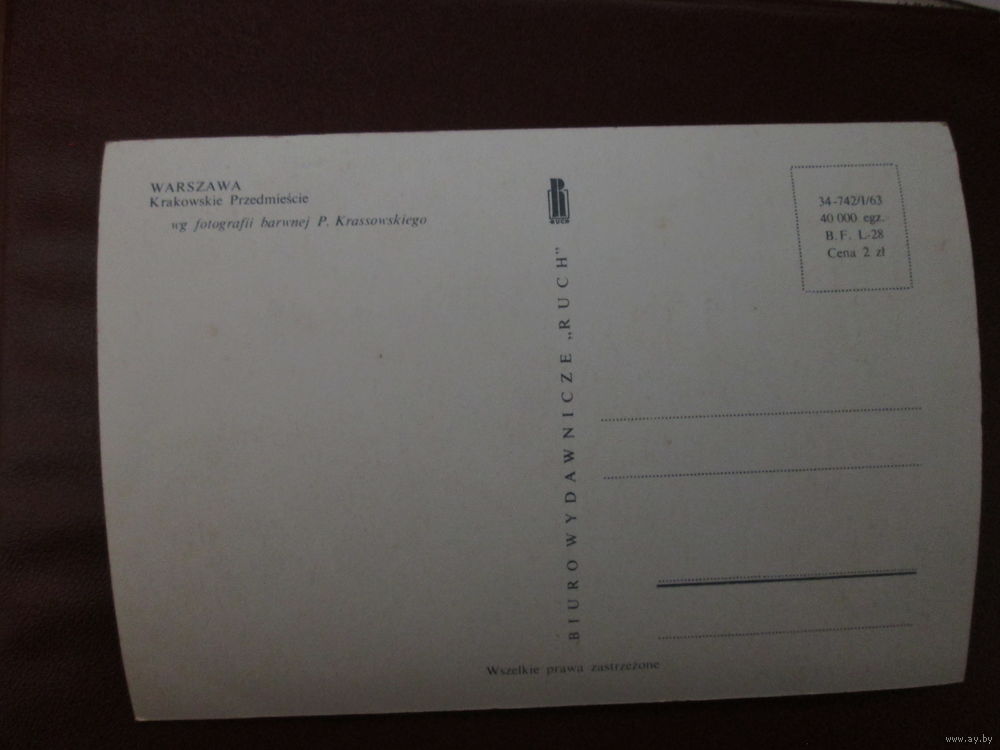 WARSZAWA
Krakowskie Przedmieście
wg fotografii barwnej P. Krassowskiego
R
RUCH
BIURO WYDAWNICZE „RUCH”
34-742/I/63
40 000 egz.
B. F. L-28
Cena 2 zł
Wszelkie prawa zastrzeżone
www.ay.by